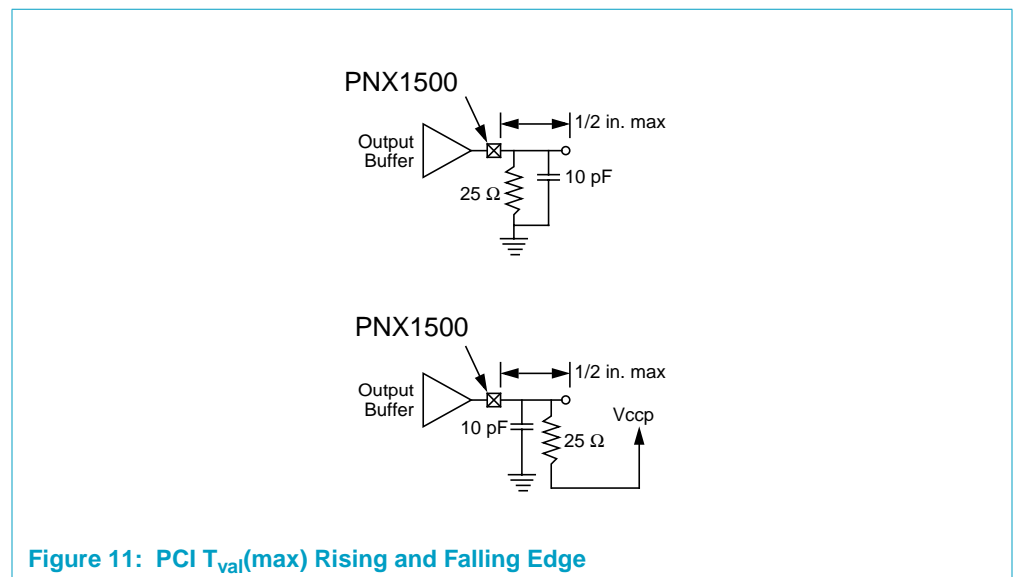 PNX1500
1/2 in. max
Output
Buffer
10 pF
25 Ω
PNX1500
1/2 in. max
Output
Buffer
Vccp
10 pF
25 Ω
Figure 11: PCI Tval(max) Rising and Falling Edge